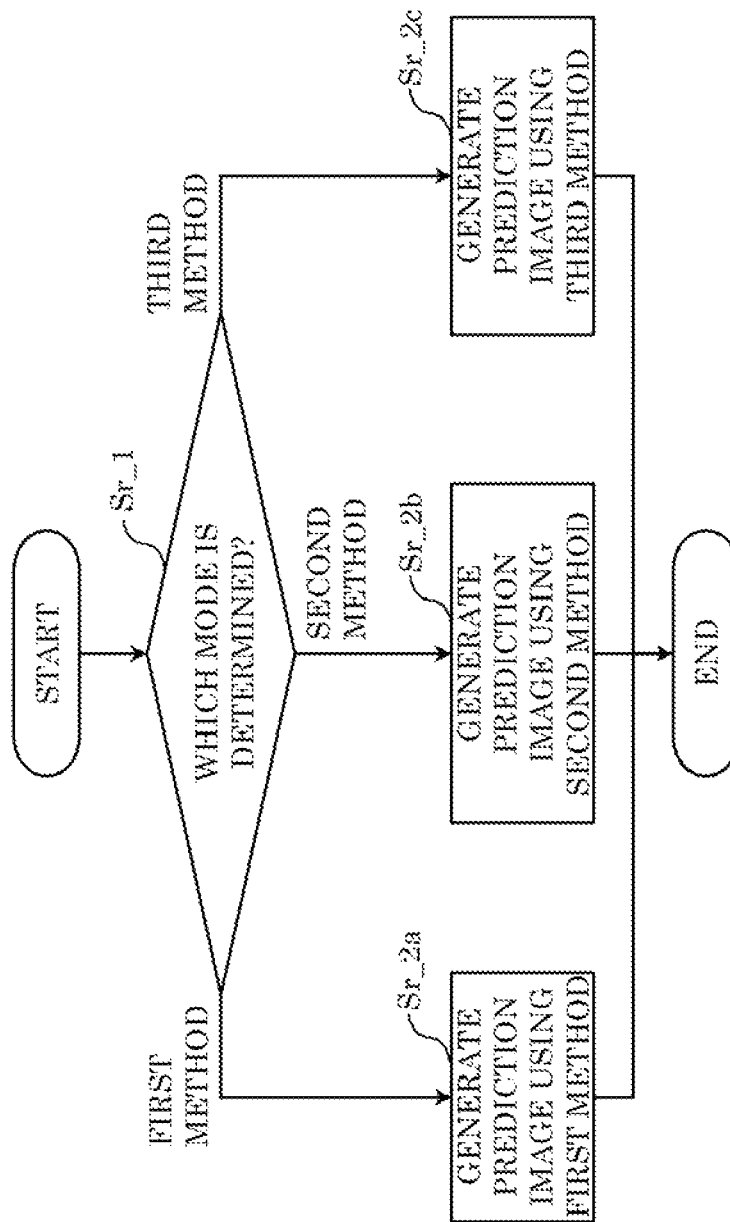 START
Sr_1
WHICH MODE IS
DETERMINED?
FIRST
METHOD
SECOND
METHOD
THIRD
METHOD
Sr_2a
GENERATE
PREDICTION
IMAGE USING
FIRST METHOD
Sr_2b
GENERATE
PREDICTION
IMAGE USING
SECOND METHOD
Sr_2c
GENERATE
PREDICTION
IMAGE USING
THIRD METHOD
END